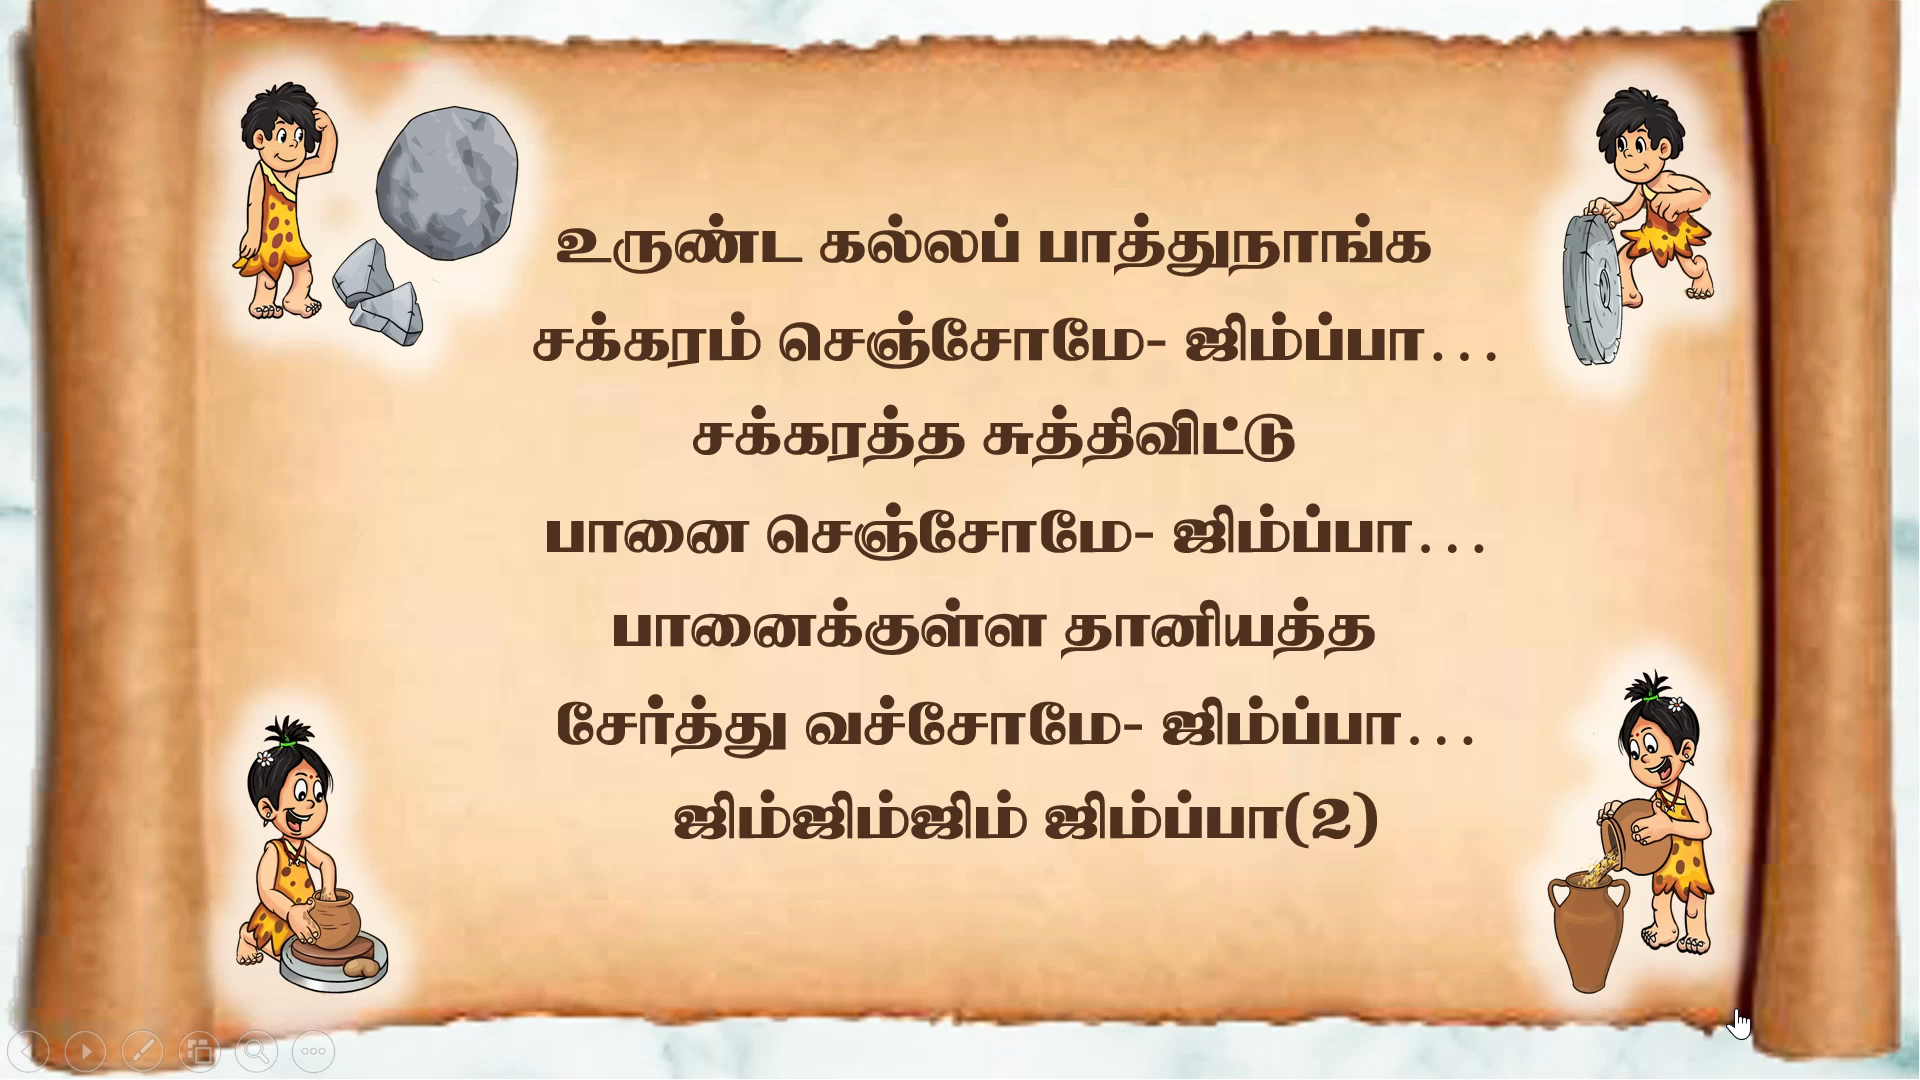 உருண்ட கல்லப் பாத்துநாங்க
சக்கரம் செஞ்சோமே- ஜிம்ப்பா...
சக்கரத்த சுத்திவிட்டு
பானை செஞ்சோமே- ஜிம்ப்பா...
பானைக்குள்ள தானியத்த
சேர்த்து வச்சோமே- ஜிம்ப்பா...
ஜிம்ஜிம்ஜிம் ஜிம்ப்பா(2)